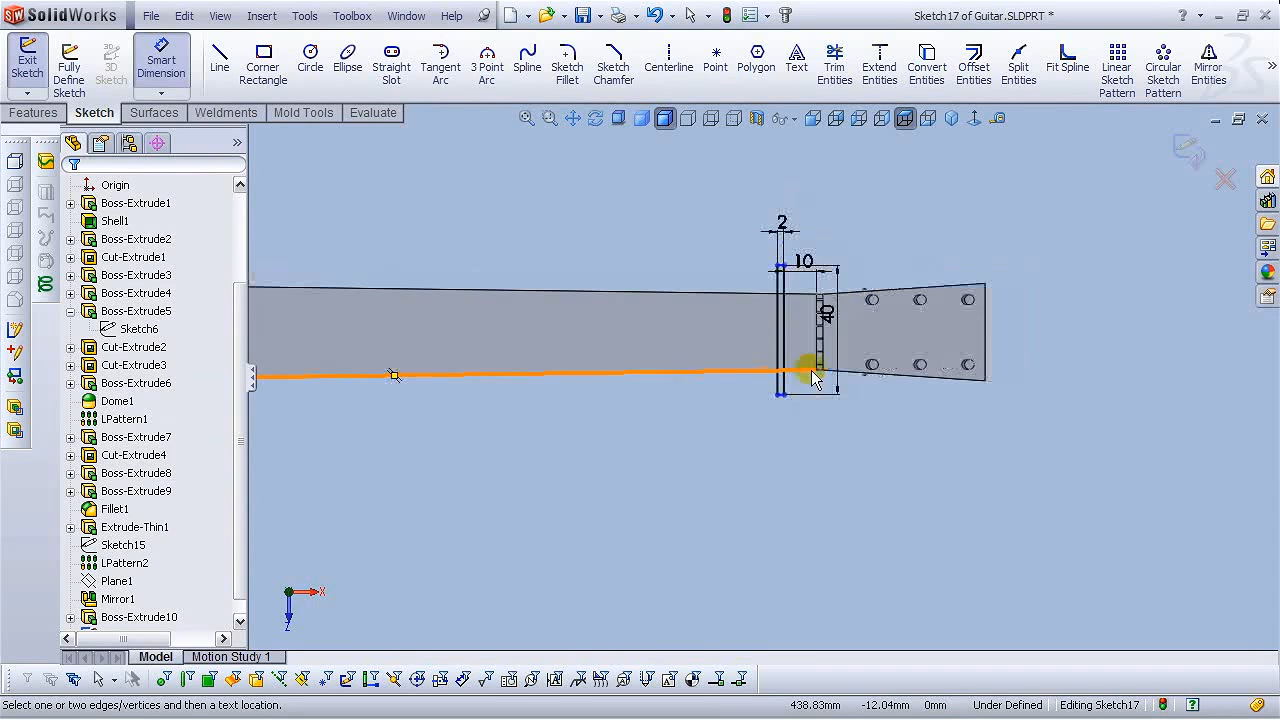 SolidWorks File Edit View Insert Tools Toolbox Window Help Sketch17 of Guitar.SLDPRT *
Exit Sketch
Fully Define Sketch
3D Sketch
Smart Dimension
Line
Corner Rectangle
Circle
Ellipse
Straight Slot
Tangent Arc
3 Point Arc
Spline
Sketch Fillet
Sketch Chamfer
Centerline
Point
Polygon
Text
Trim Entities
Extend Entities
Convert Entities
Offset Entities
Split Entities
Fit Spline
Linear Sketch Pattern
Circular Sketch Pattern
Mirror Entities
Features Sketch Surfaces Weldments Mold Tools Evaluate
Origin
Boss-Extrude1
Shell1
Boss-Extrude2
Cut-Extrude1
Boss-Extrude3
Boss-Extrude4
Boss-Extrude5
Sketch6
Cut-Extrude2
Cut-Extrude3
Boss-Extrude6
Dome1
LPattern1
Boss-Extrude7
Cut-Extrude4
Boss-Extrude8
Boss-Extrude9
Fillet1
Extrude-Thin1
Sketch15
LPattern2
Plane1
Mirror1
Boss-Extrude10
2
10
40
X
Z
Model Motion Study 1
Select one or two edges/vertices and then a text location. 438.83mm -12.04mm 0mm Under Defined Editing Sketch17